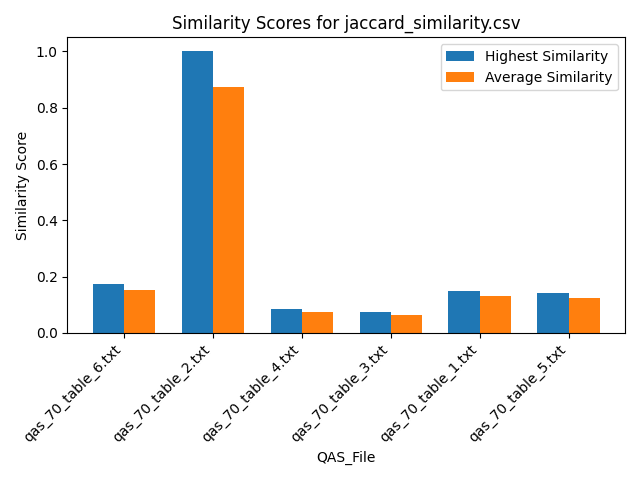 Similarity Scores for jaccard_similarity.csv
Highest Similarity
Average Similarity
Similarity Score
1.0
0.8
0.6
0.4
0.2
0.0
qas_70_table_6.txt
qas_70_table_2.txt
qas_70_table_4.txt
qas_70_table_3.txt
qas_70_table_1.txt
qas_70_table_5.txt
QAS_File